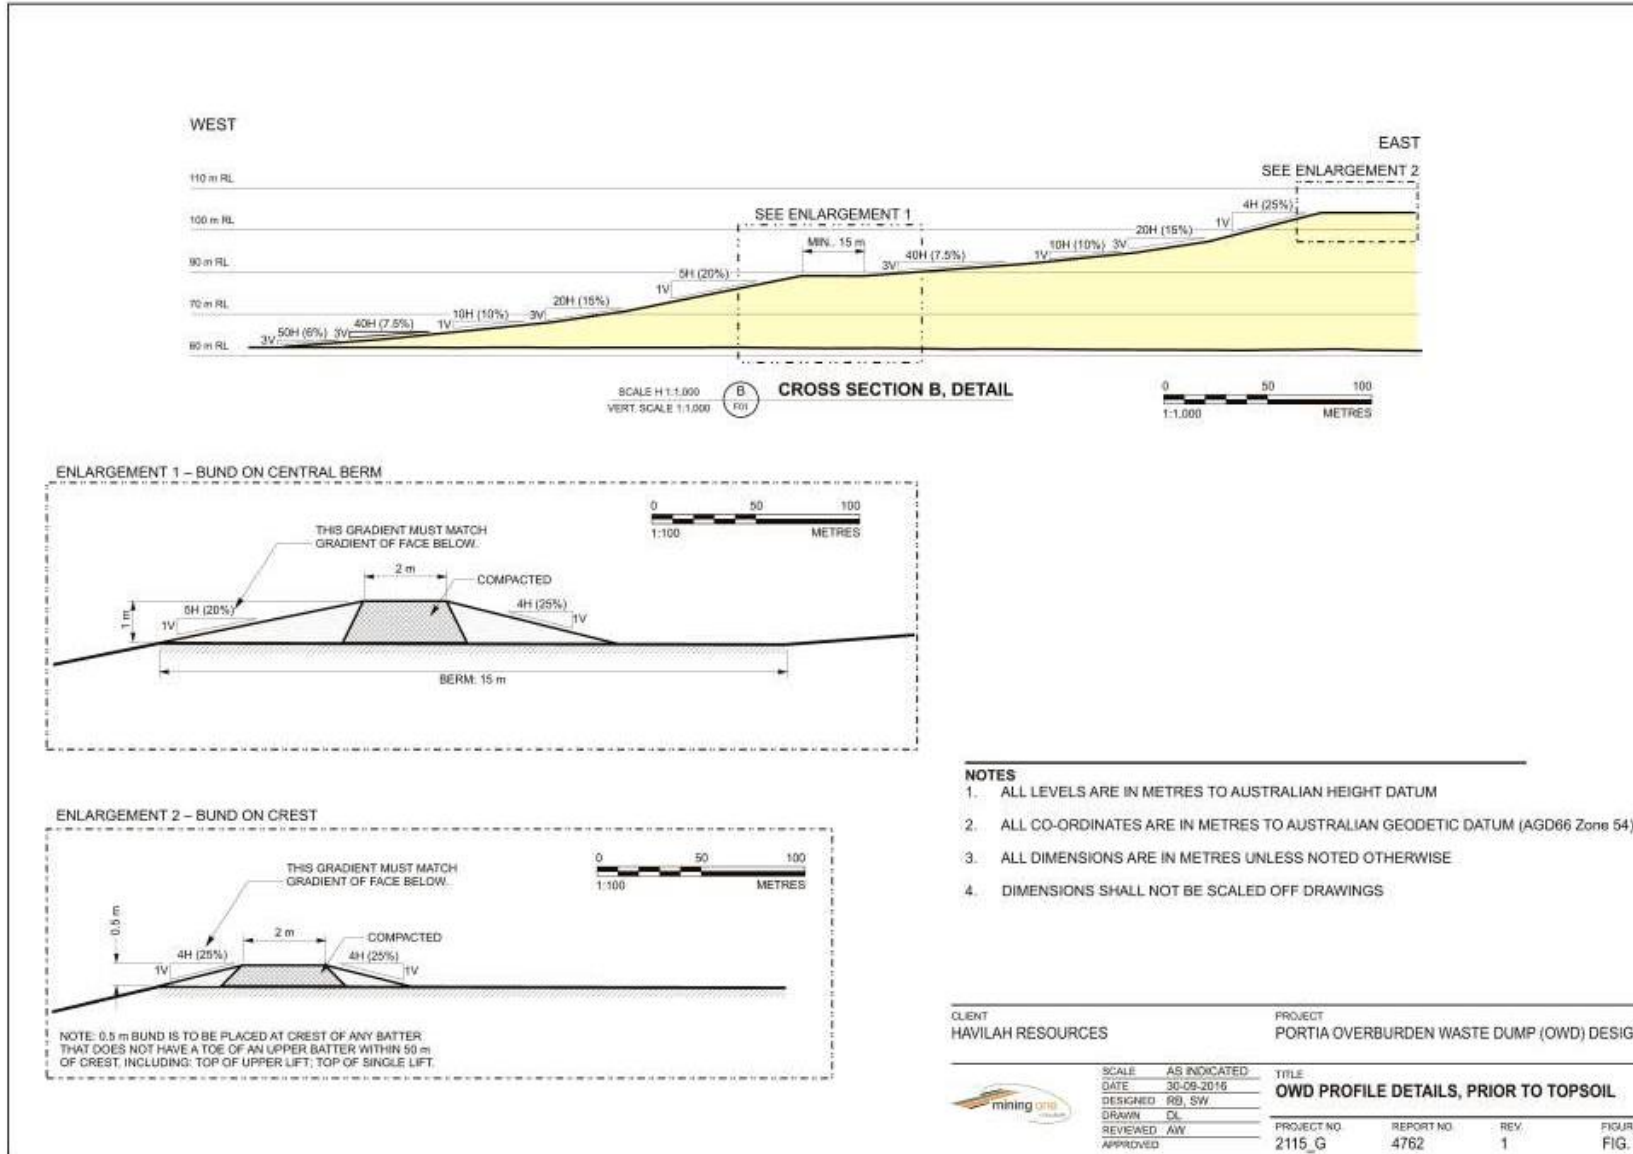 WEST
EAST
SEE ENLARGEMENT 2
110 m RL
100 m RL
90 m RL
70 m RL
60 m RL
4H (25%)
1V
20H (15%)
3V
10H (10%)
1V
40H (7.5%)
3V
SEE ENLARGEMENT 1
MIN.. 15 m
5H (20%)
1V
20H (15%)
3V
10H (10%)
1V
40H (7.5%)
3V
50H (6%)
3V
SCALE H 1:1,000
VERT. SCALE 1:1,000
B
F01
CROSS SECTION B, DETAIL
0 50 100
1:1,000 METRES
ENLARGEMENT 1 – BUND ON CENTRAL BERM
0 50 100
1:100 METRES
THIS GRADIENT MUST MATCH
GRADIENT OF FACE BELOW.
2 m
COMPACTED
1 m
5H (20%)
1V
4H (25%)
1V
BERM: 15 m
ENLARGEMENT 2 – BUND ON CREST
0 50 100
1:100 METRES
THIS GRADIENT MUST MATCH
GRADIENT OF FACE BELOW.
0.5 m
2 m
COMPACTED
4H (25%)
1V
4H (25%)
1V
NOTE: 0.5 m BUND IS TO BE PLACED AT CREST OF ANY BATTER
THAT DOES NOT HAVE A TOE OF AN UPPER BATTER WITHIN 50 m
OF CREST, INCLUDING: TOP OF UPPER LIFT; TOP OF SINGLE LIFT.
NOTES
1. ALL LEVELS ARE IN METRES TO AUSTRALIAN HEIGHT DATUM
2. ALL CO-ORDINATES ARE IN METRES TO AUSTRALIAN GEODETIC DATUM (AGD66 Zone 54)
3. ALL DIMENSIONS ARE IN METRES UNLESS NOTED OTHERWISE
4. DIMENSIONS SHALL NOT BE SCALED OFF DRAWINGS
CLIENT
HAVILAH RESOURCES
PROJECT
PORTIA OVERBURDEN WASTE DUMP (OWD) DESIG
mining one
SCALE AS INDICATED
DATE 30-09-2016
DESIGNED RB, SW
DRAWN DL
REVIEWED AW
APPROVED
TITLE
OWD PROFILE DETAILS, PRIOR TO TOPSOIL
PROJECT NO. REPORT NO. REV. FIGUR
2115_G 4762 1 FIG.